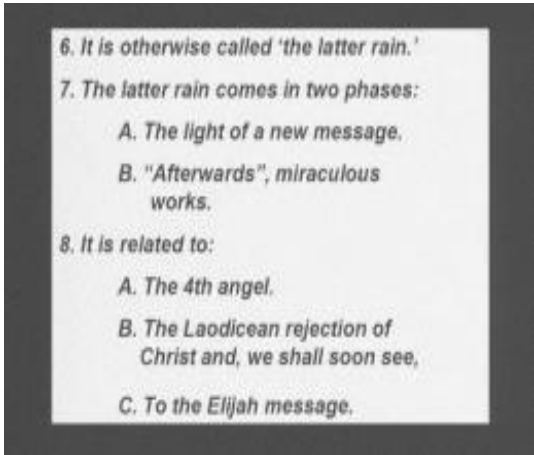 6. It is otherwise called ‘the latter rain.’
7. The latter rain comes in two phases:
A. The light of a new message.
B. “Afterwards”, miraculous
works.
8. It is related to:
A. The 4th angel.
B. The Laodicean rejection of
Christ and, we shall soon see,
C. To the Elijah message.